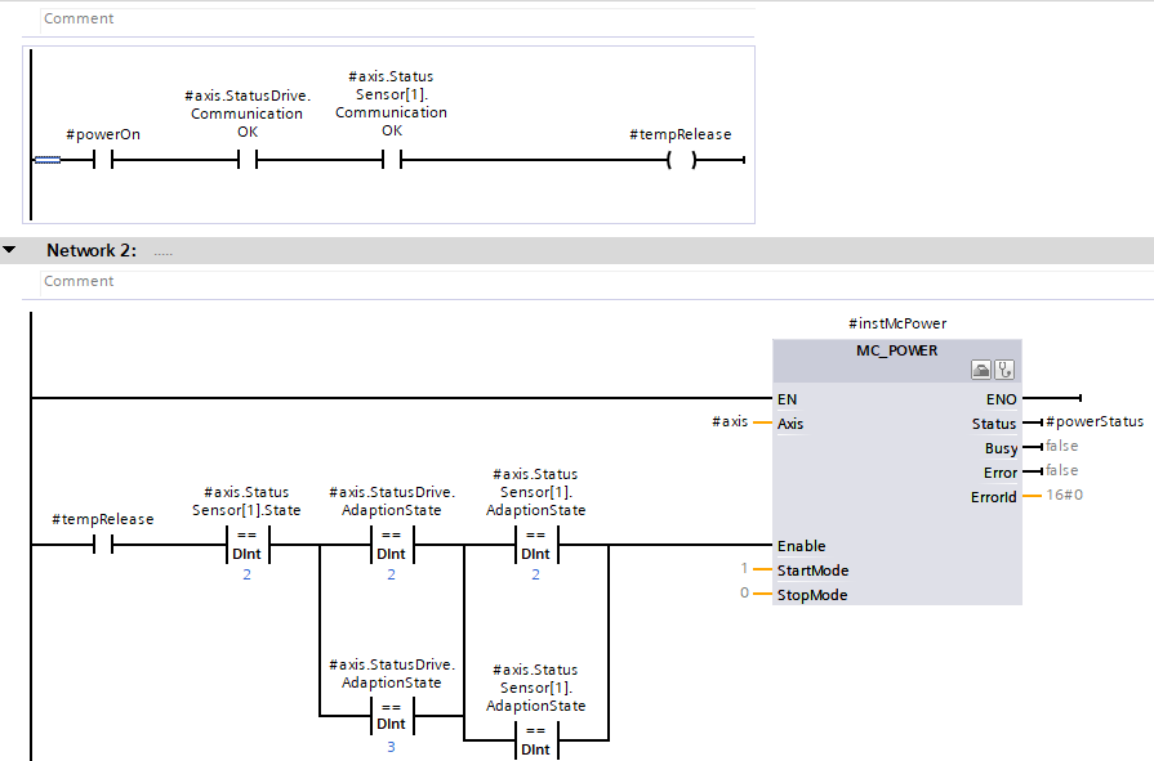 Comment
#axis.Status
#axis.StatusDrive.
Sensor[1].
Communication
Communication
#powerOn
OK
OK
#tempRelease
Network 2:
.....
Comment
#instMcPower
MC_POWER
EN
ENO
#axis
Axis
Status
#powerStatus
Busy
false
Error
false
ErrorId
16#0
#tempRelease
#axis.Status
Sensor[1].State
==
DInt
2
#axis.StatusDrive.
AdaptionState
==
DInt
2
#axis.Status
Sensor[1].
AdaptionState
==
DInt
2
Enable
1
StartMode
0
StopMode
#axis.StatusDrive.
AdaptionState
==
DInt
3
#axis.Status
Sensor[1].
AdaptionState
==
DInt